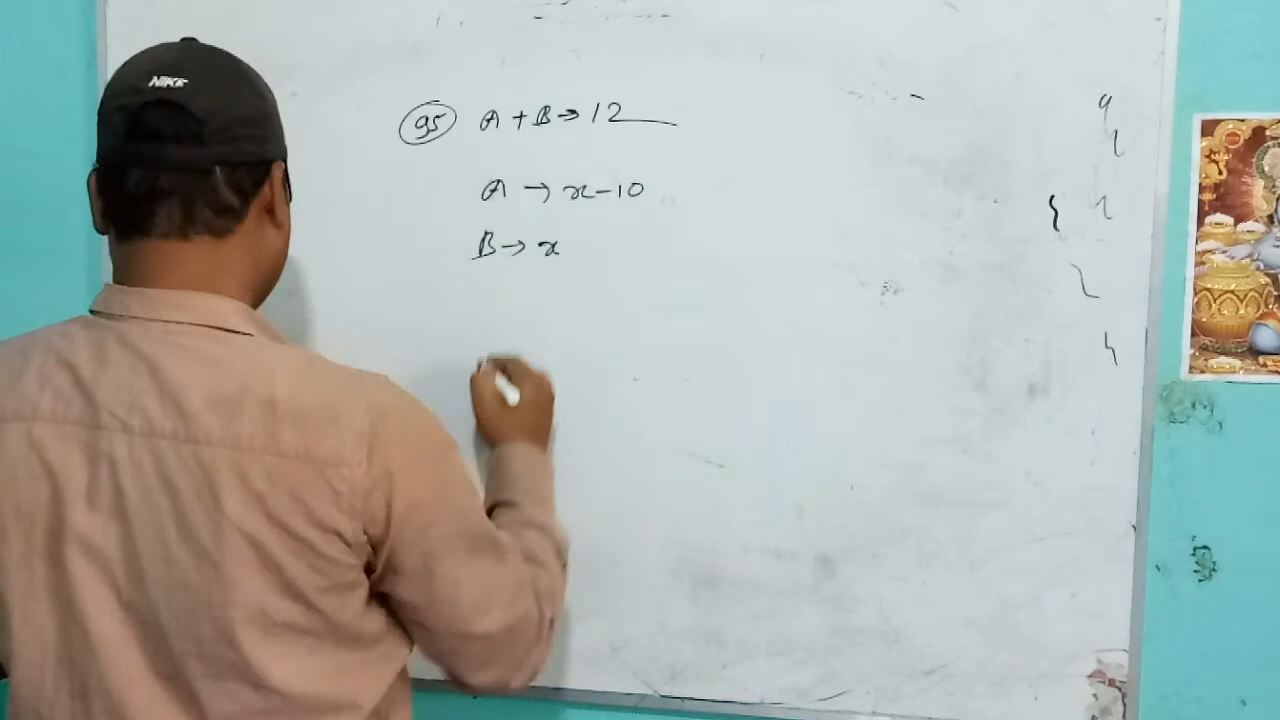 NIKE
95 A + B → 12
A → x - 10
B → x